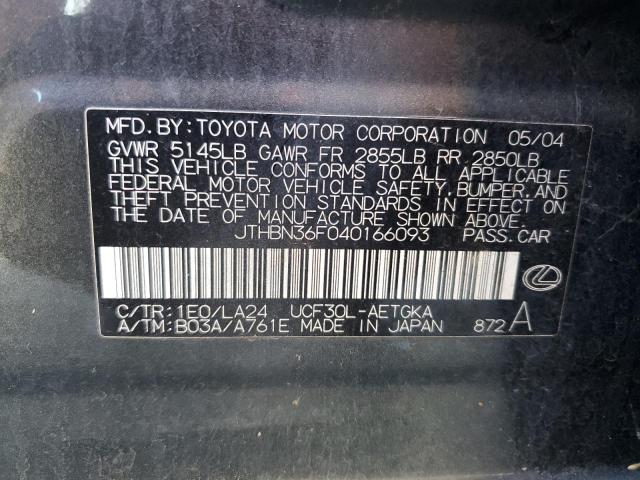 MFD. BY: TOYOTA MOTOR CORPORATION 05/04
GVWR 5145LB GAWR FR 2855LB RR 2850LB
THIS VEHICLE CONFORMS TO ALL APPLICABLE
FEDERAL MOTOR VEHICLE SAFETY, BUMPER, AND
THEFT PREVENTION STANDARDS IN EFFECT ON
THE DATE OF MANUFACTURE SHOWN ABOVE.
JTHBN36F040166093 PASS. CAR
C/TR: 1E0/LA24 UCF30L-AETGKA
A/TM: B03A/A761E MADE IN JAPAN 872 A